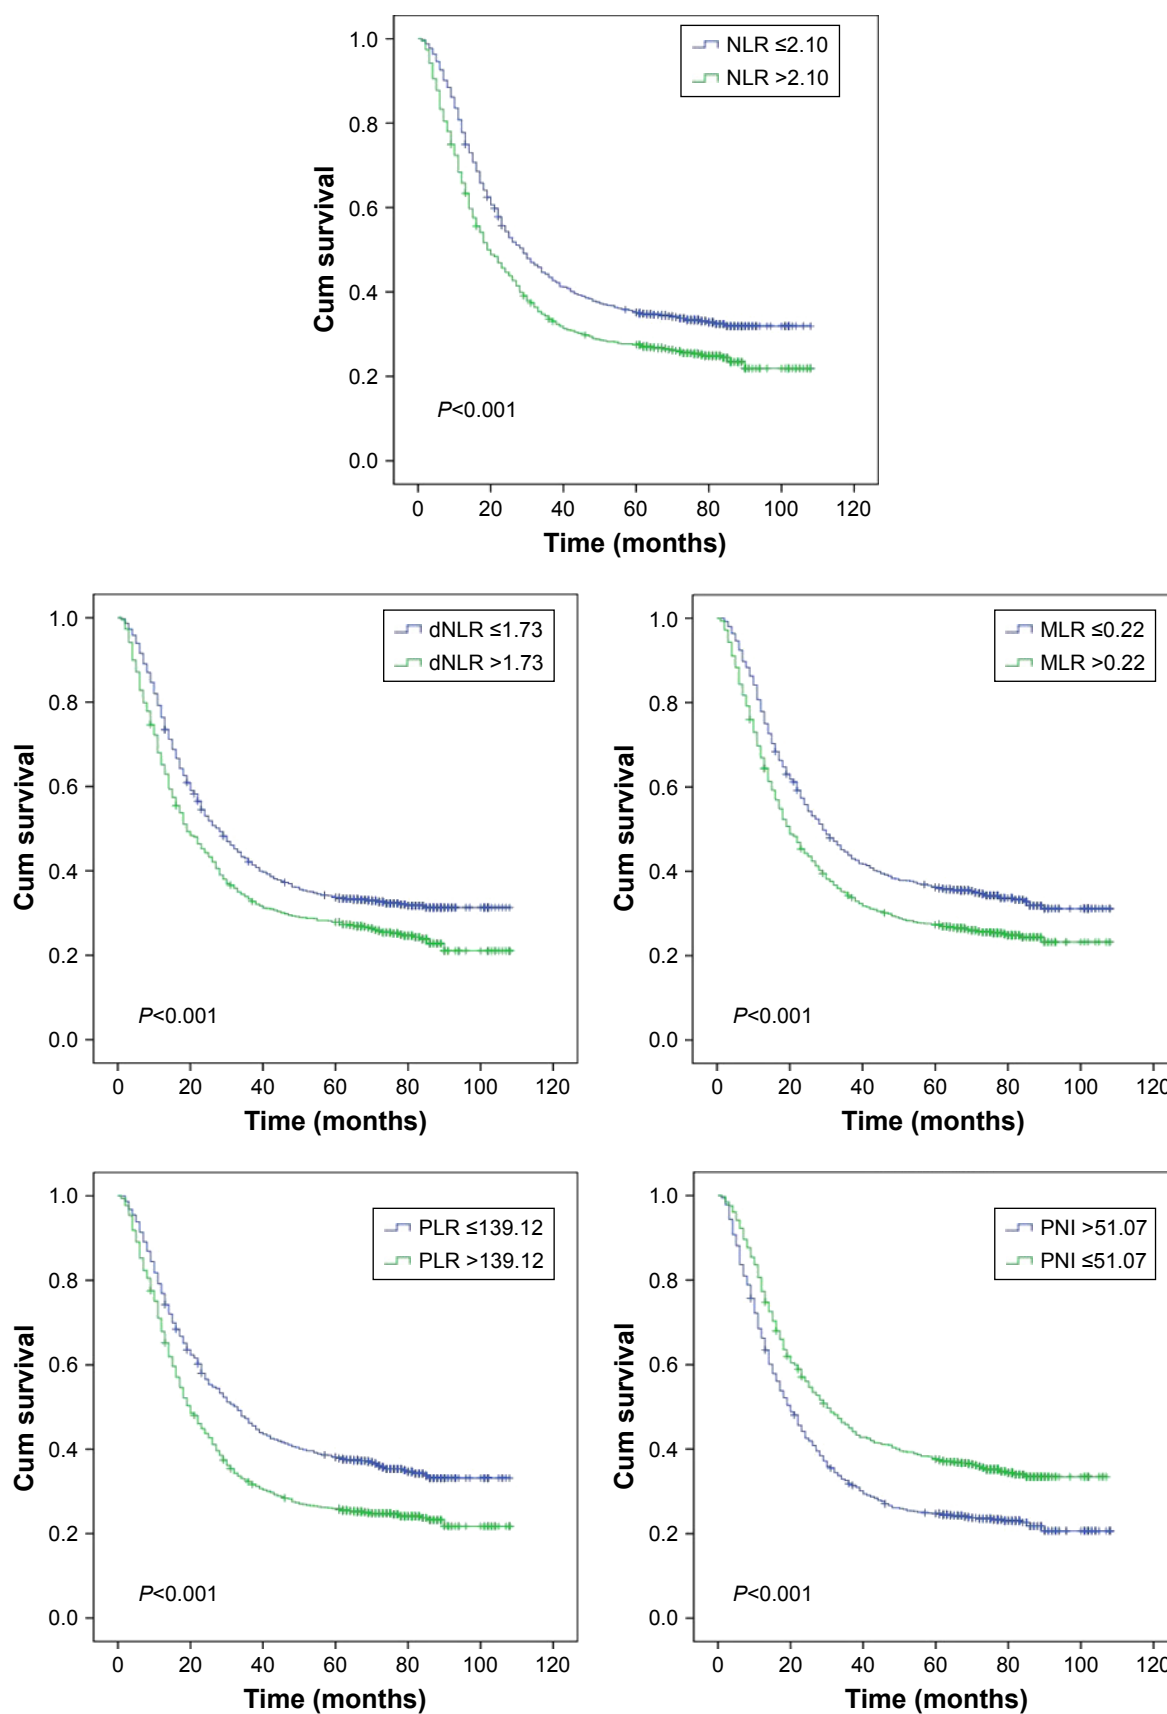 1.0
0.8
0.6
0.4
0.2
0.0
Cum survival
NLR ≤2.10
NLR >2.10
P<0.001
0 20 40 60 80 100 120
Time (months)
1.0
0.8
0.6
0.4
0.2
0.0
Cum survival
dNLR ≤1.73
dNLR >1.73
P<0.001
0 20 40 60 80 100 120
Time (months)
1.0
0.8
0.6
0.4
0.2
0.0
Cum survival
MLR ≤0.22
MLR >0.22
P<0.001
0 20 40 60 80 100 120
Time (months)
1.0
0.8
0.6
0.4
0.2
0.0
Cum survival
PLR ≤139.12
PLR >139.12
P<0.001
0 20 40 60 80 100 120
Time (months)
1.0
0.8
0.6
0.4
0.2
0.0
Cum survival
PNI >51.07
PNI ≤51.07
P<0.001
0 20 40 60 80 100 120
Time (months)